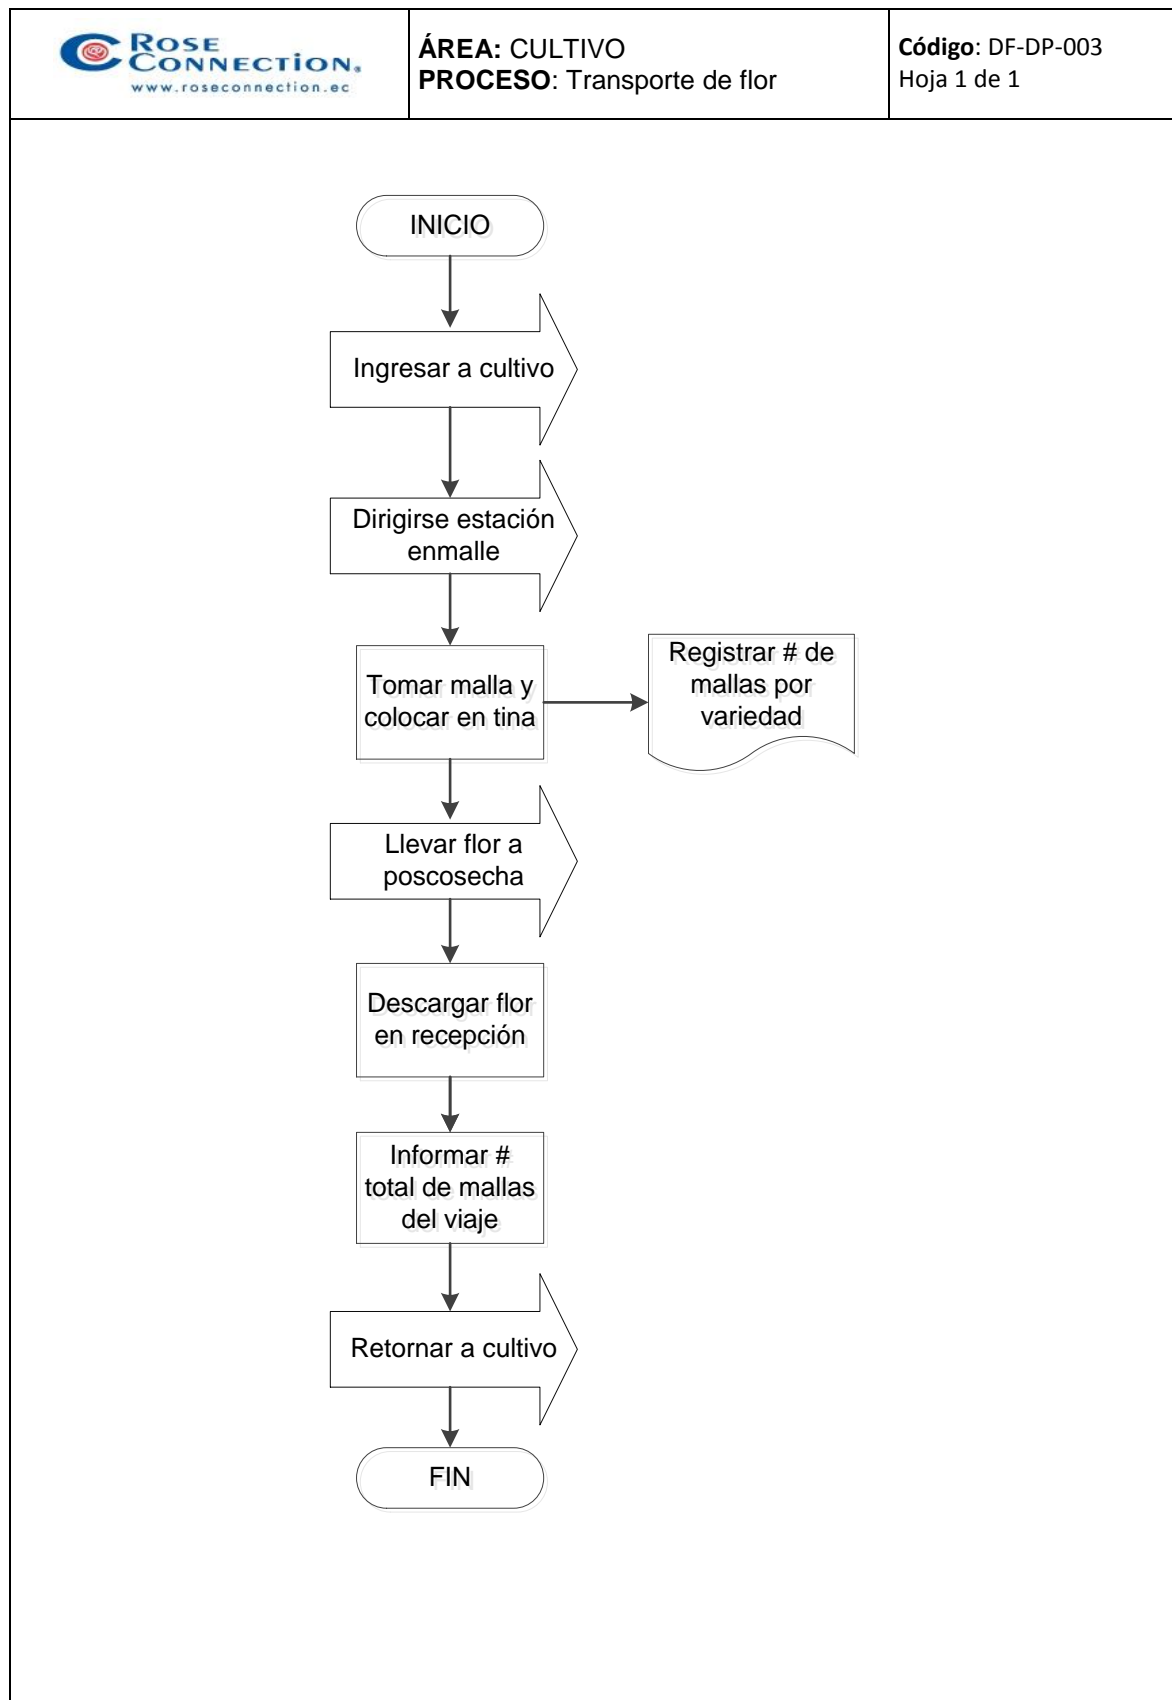 ROSE
CONNECTION.
www.roseconnection.ec
ÁREA: CULTIVO
PROCESO: Transporte de flor
Código: DF-DP-003
Hoja 1 de 1
INICIO
Ingresar a cultivo
Dirigirse estación
enmalle
Tomar malla y
colocar en tina
Registrar # de
mallas por
variedad
Llevar flor a
poscosecha
Descargar flor
en recepción
Informar #
total de mallas
del viaje
Retornar a cultivo
FIN